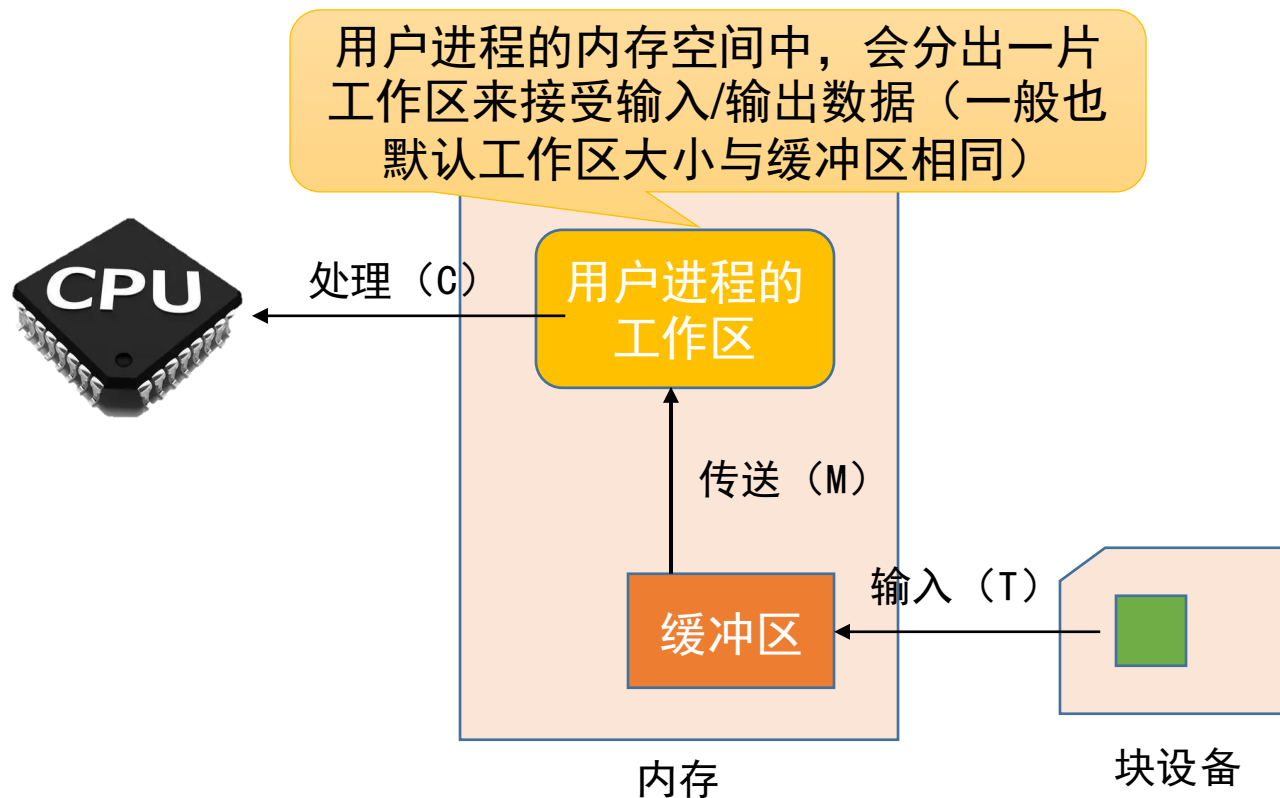 用户进程的内存空间中，会分出一片
工作区来接受输入/输出数据（一般也
默认工作区大小与缓冲区相同）
CPU
处理（C）
用户进程的
工作区
传送（M）
输入（T）
缓冲区
内存
块设备